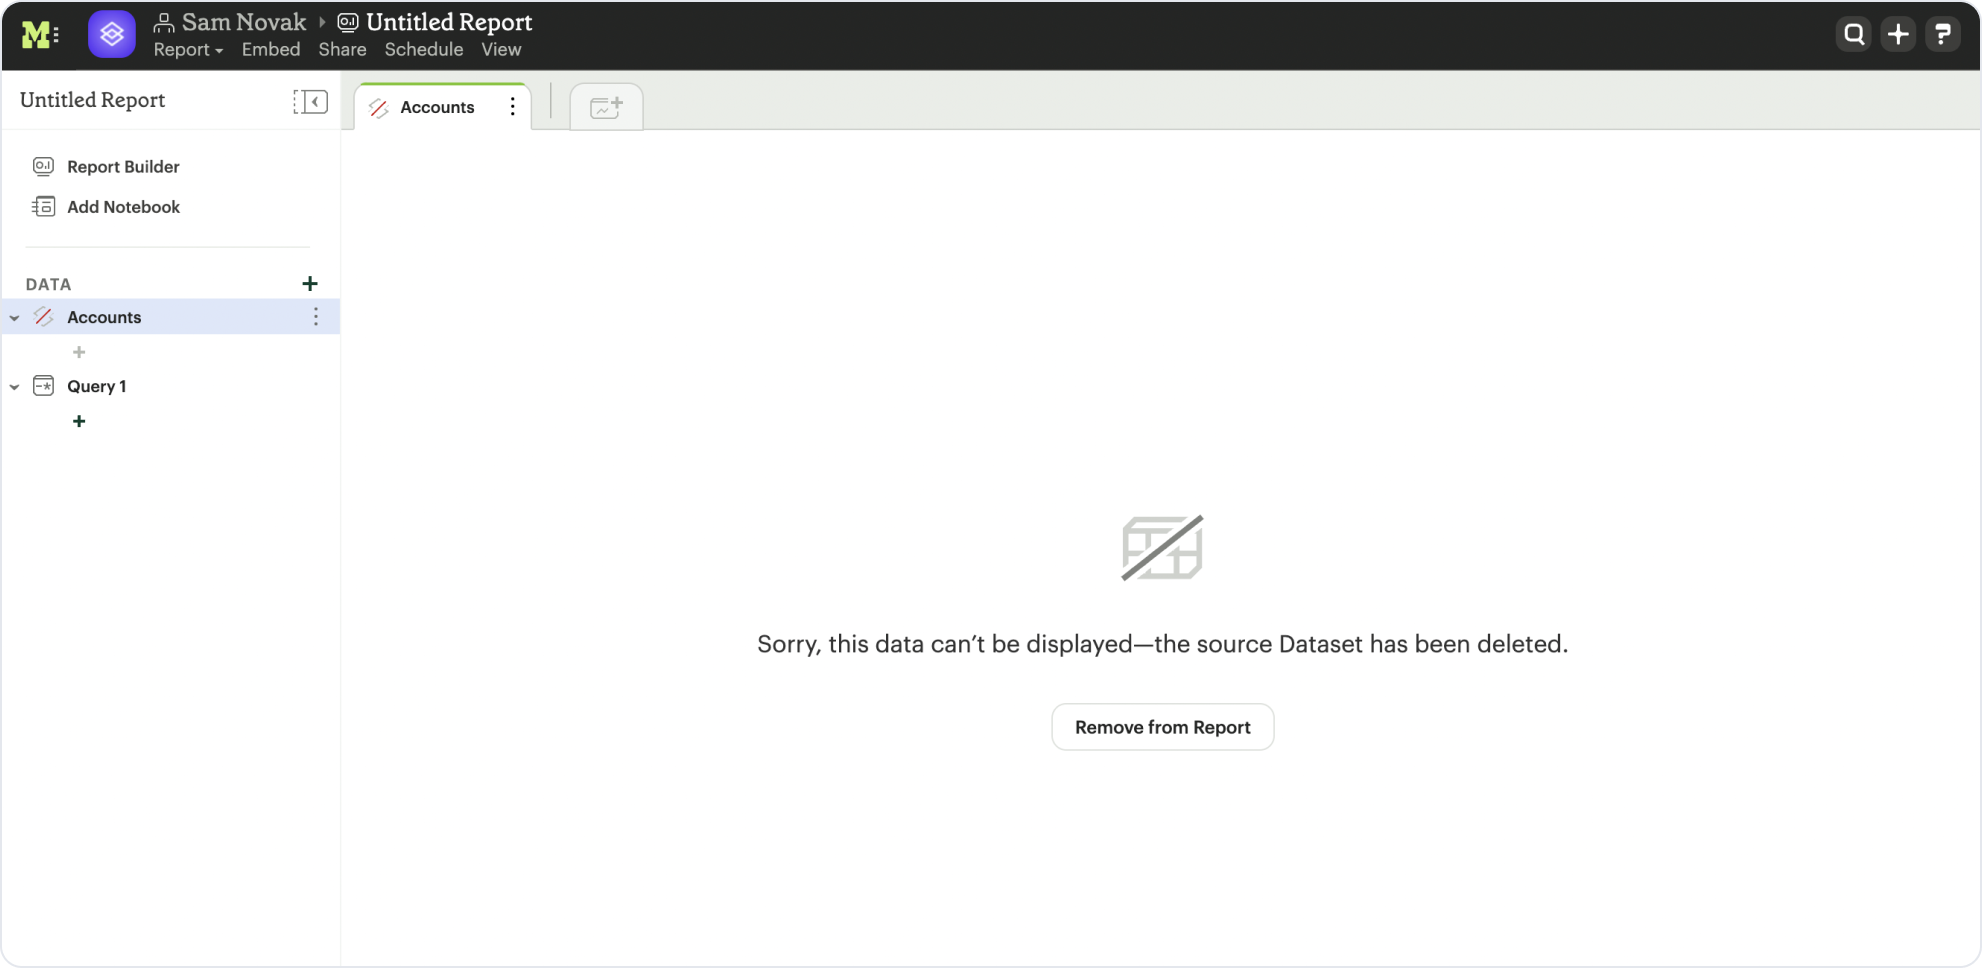 Sam Novak
Untitled Report
Report
Embed
Share
Schedule
View
Untitled Report
Report Builder
Add Notebook
DATA
Accounts
Query 1
Accounts
Sorry, this data can’t be displayed—the source Dataset has been deleted.
Remove from Report